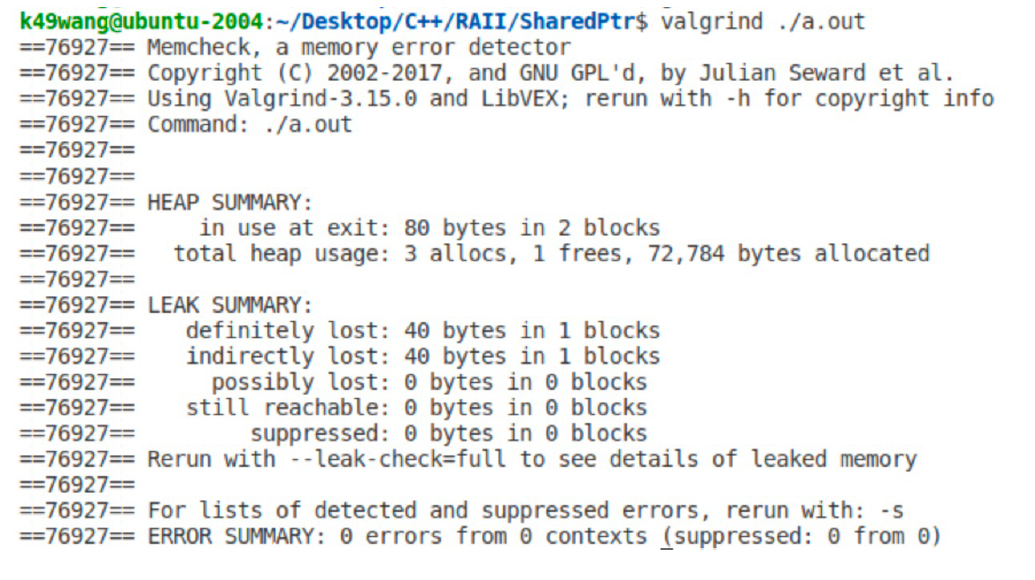 k49wang@ubuntu-2004:~/Desktop/C++/RAII/SharedPtr$ valgrind ./a.out
==76927== Memcheck, a memory error detector
==76927== Copyright (C) 2002-2017, and GNU GPL'd, by Julian Seward et al.
==76927== Using Valgrind-3.15.0 and LibVEX; rerun with -h for copyright info
==76927== Command: ./a.out
==76927==
==76927==
==76927== HEAP SUMMARY:
==76927==     in use at exit: 80 bytes in 2 blocks
==76927==   total heap usage: 3 allocs, 1 frees, 72,784 bytes allocated
==76927==
==76927== LEAK SUMMARY:
==76927==    definitely lost: 40 bytes in 1 blocks
==76927==    indirectly lost: 40 bytes in 1 blocks
==76927==      possibly lost: 0 bytes in 0 blocks
==76927==    still reachable: 0 bytes in 0 blocks
==76927==         suppressed: 0 bytes in 0 blocks
==76927== Rerun with --leak-check=full to see details of leaked memory
==76927==
==76927== For lists of detected and suppressed errors, rerun with: -s
==76927== ERROR SUMMARY: 0 errors from 0 contexts (suppressed: 0 from 0)